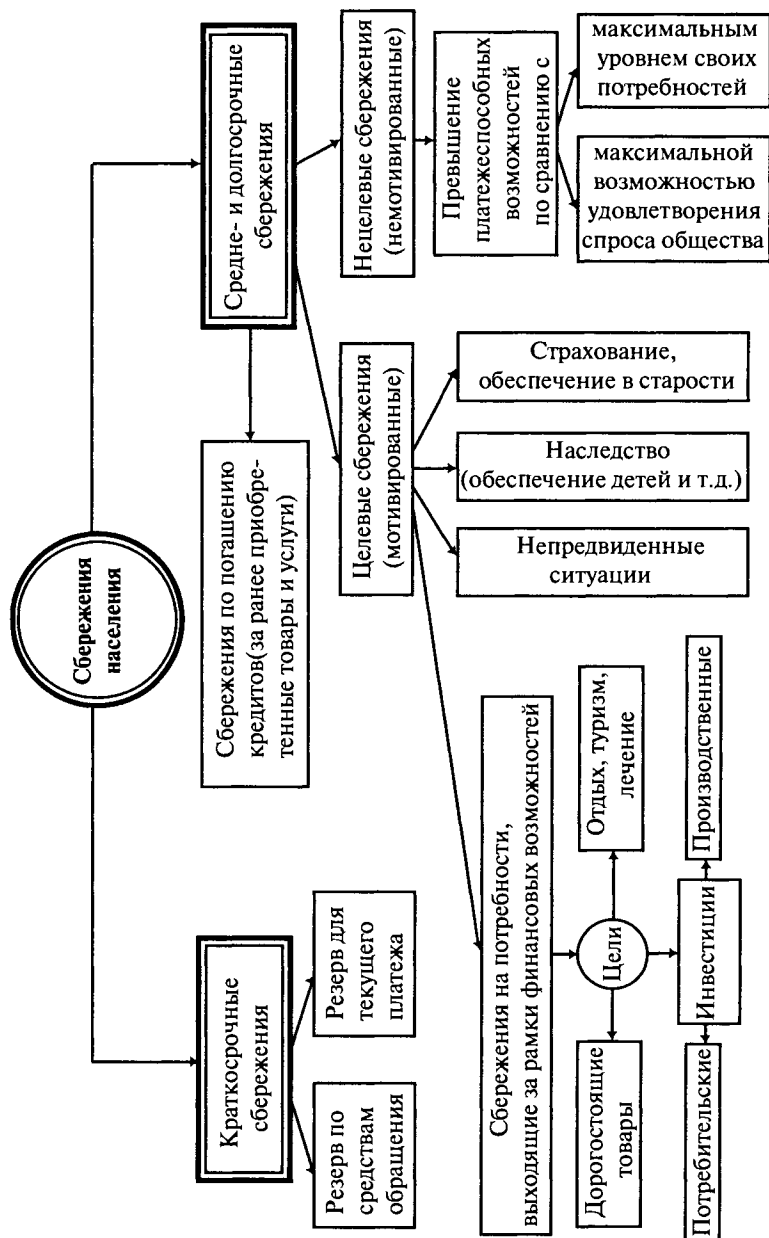 Сбережения
населения
Краткосрочные
сбережения
Средне- и долгосрочные
сбережения
Резерв по
средствам
обращения
Резерв для
текущего
платежа
Сбережения по погашению
кредитов(за ранее приобре-
тенные товары и услуги)
Целевые сбережения
(мотивированные)
Нецелевые сбережения
(немотивированные)
Превышение
платежеспособных
возможностей
по сравнению с
максимальной
возможностью
удовлетворения
спроса общества
максимальным
уровнем своих
потребностей
Сбережения на потребности,
выходящие за рамки финансовых возможностей
Непредвиденные
ситуации
Наследство
(обеспечение детей и т.д.)
Страхование,
обеспечение в старости
Дорогостоящие
товары
Цели
Отдых, туризм,
лечение
Потребительские
Инвестиции
Производственные